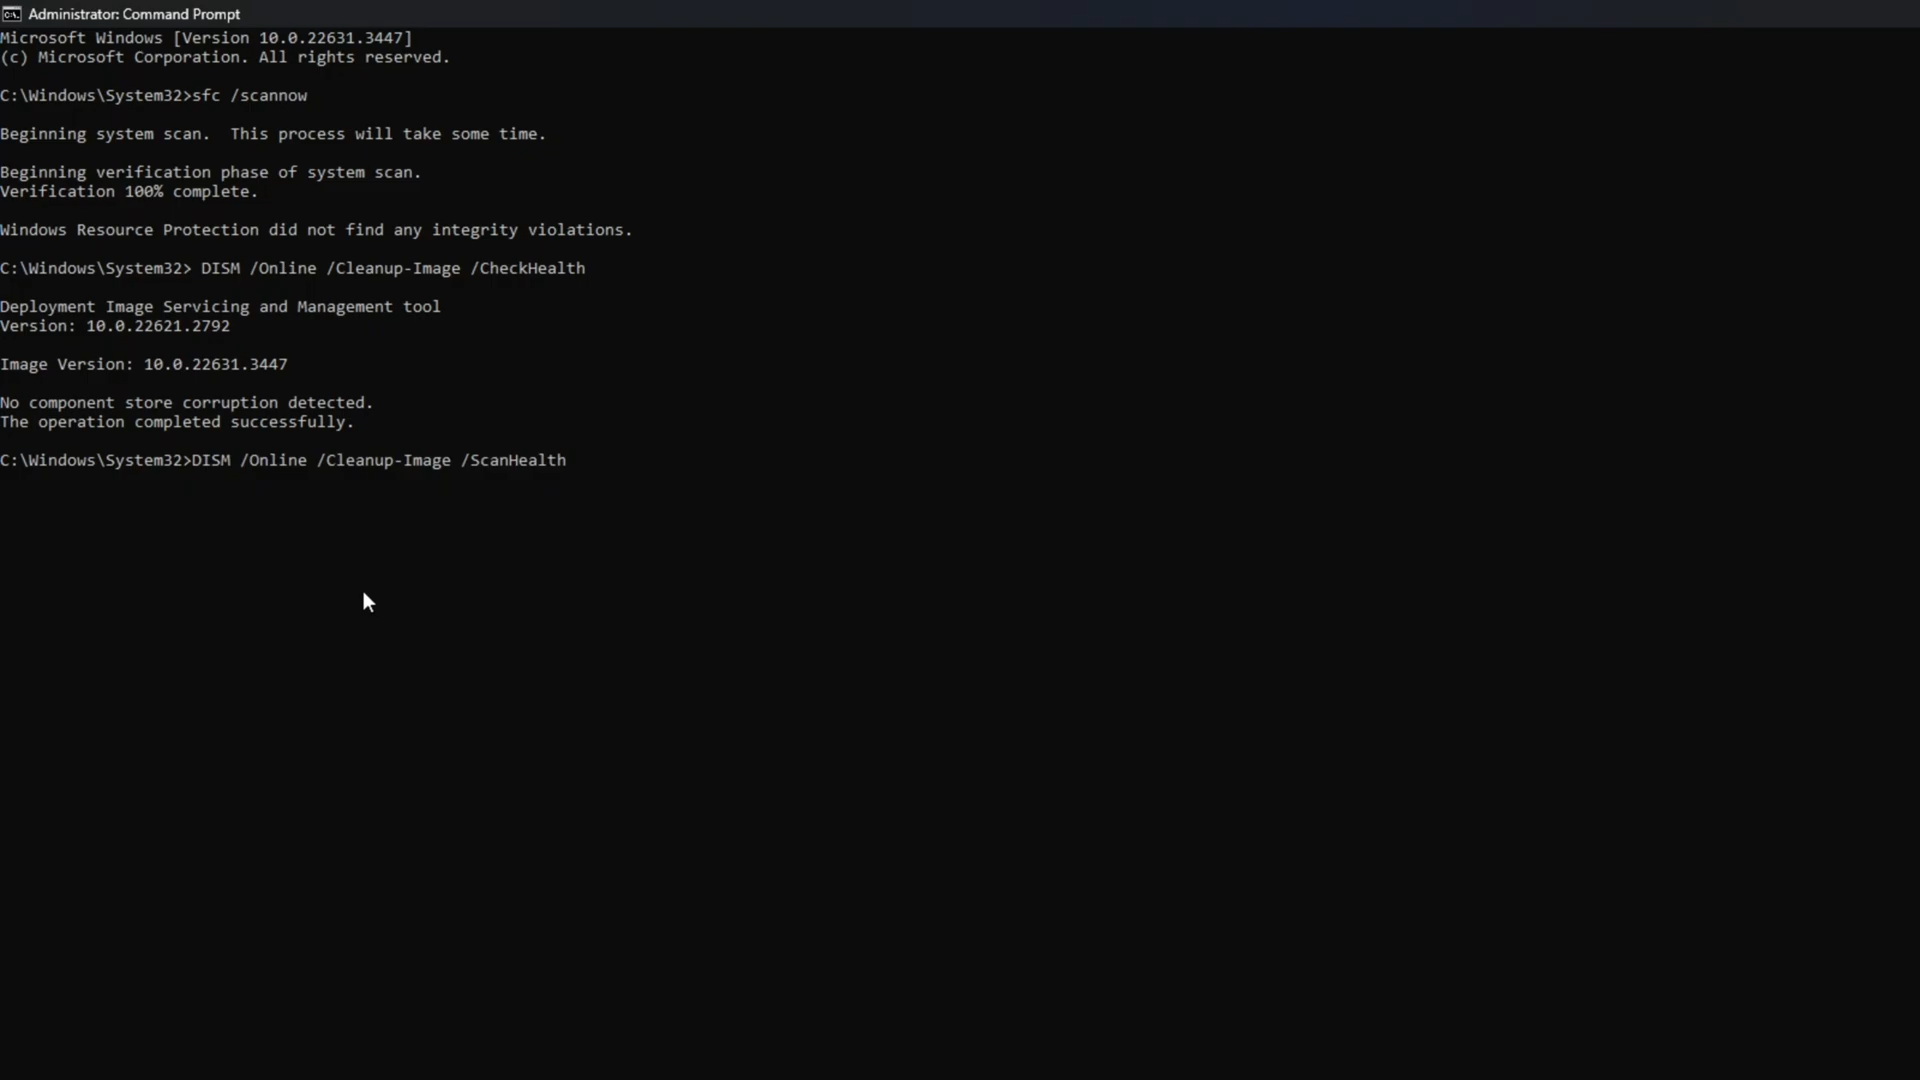 Administrator: Command Prompt
Microsoft Windows [Version 10.0.22631.3447]
(c) Microsoft Corporation. All rights reserved.
C:\Windows\System32>sfc /scannow
Beginning system scan.  This process will take some time.
Beginning verification phase of system scan.
Verification 100% complete.
Windows Resource Protection did not find any integrity violations.
C:\Windows\System32> DISM /Online /Cleanup-Image /CheckHealth
Deployment Image Servicing and Management tool
Version: 10.0.22621.2792
Image Version: 10.0.22631.3447
No component store corruption detected.
The operation completed successfully.
C:\Windows\System32>DISM /Online /Cleanup-Image /ScanHealth